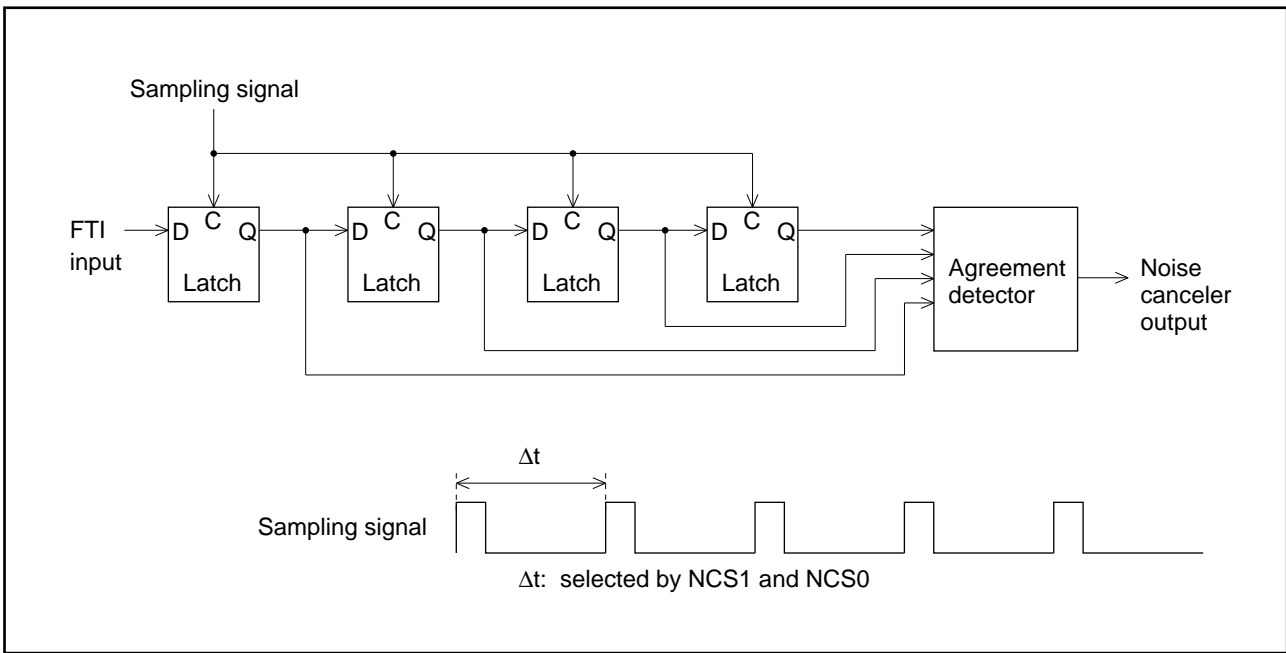 Sampling signal
FTI
input
D
C
Q
Latch
D
C
Q
Latch
D
C
Q
Latch
D
C
Q
Latch
Agreement
detector
Noise
canceler
output
Δt
Sampling signal
Δt: selected by NCS1 and NCS0